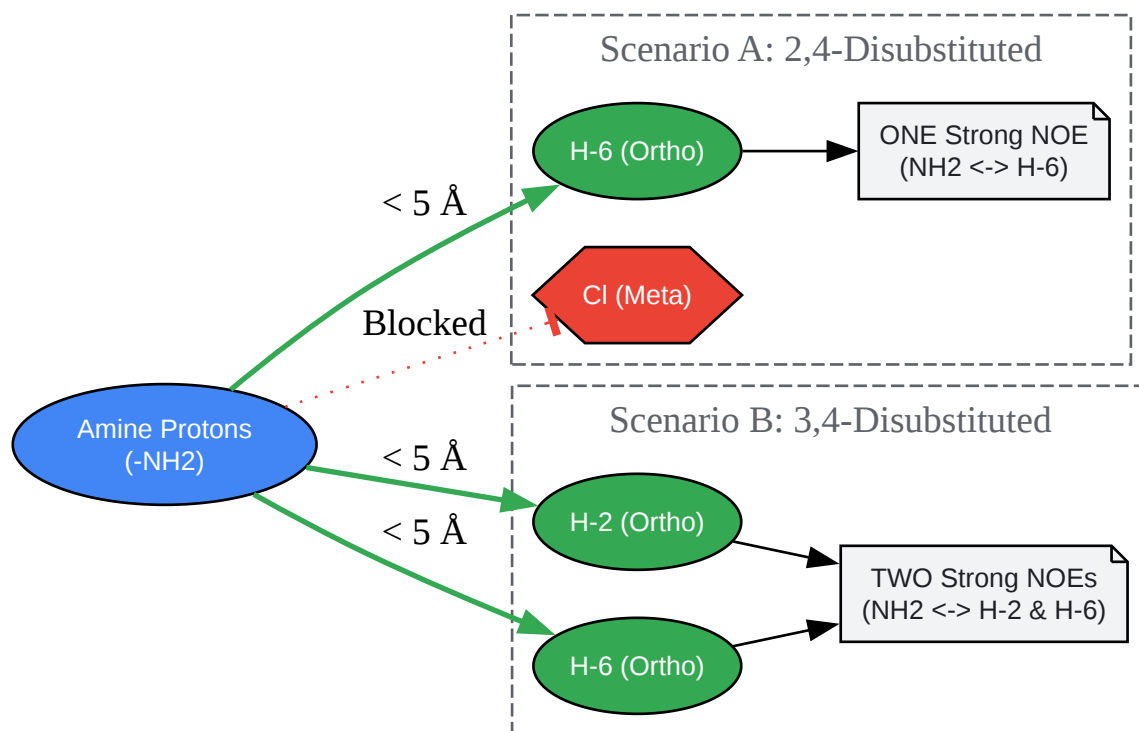 Scenario A: 2,4-Disubstituted
H-6 (Ortho)
ONE Strong NOE
(NH2 <-> H-6)
< 5 Å
Cl (Meta)
Blocked
Amine Protons
(-NH2)
Scenario B: 3,4-Disubstituted
< 5 Å
H-2 (Ortho)
< 5 Å
TWO Strong NOEs
(NH2 <-> H-2 & H-6)
H-6 (Ortho)